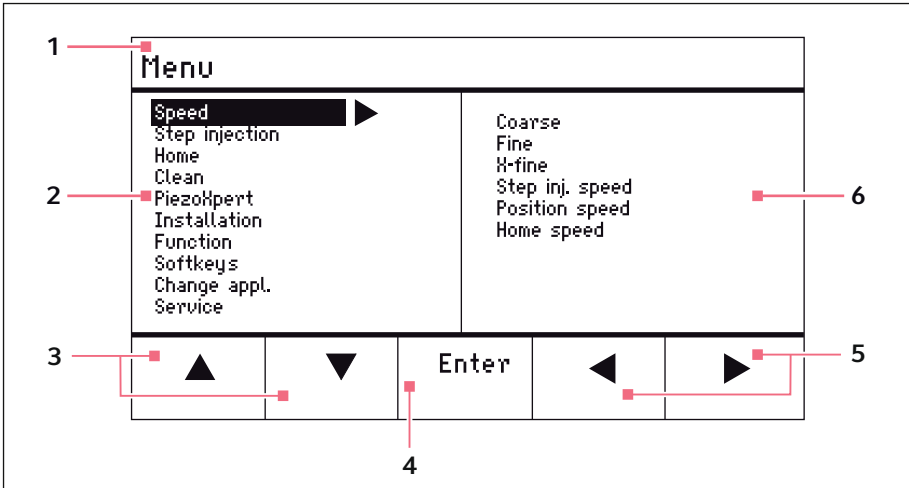 1
Menu
Speed
Step injection
Home
Clean
PiezoXpert
Installation
Function
Softkeys
Change appl.
Service
Coarse
Fine
X-fine
Step inj. speed
Position speed
Home speed
2
6
3
Enter
5
4